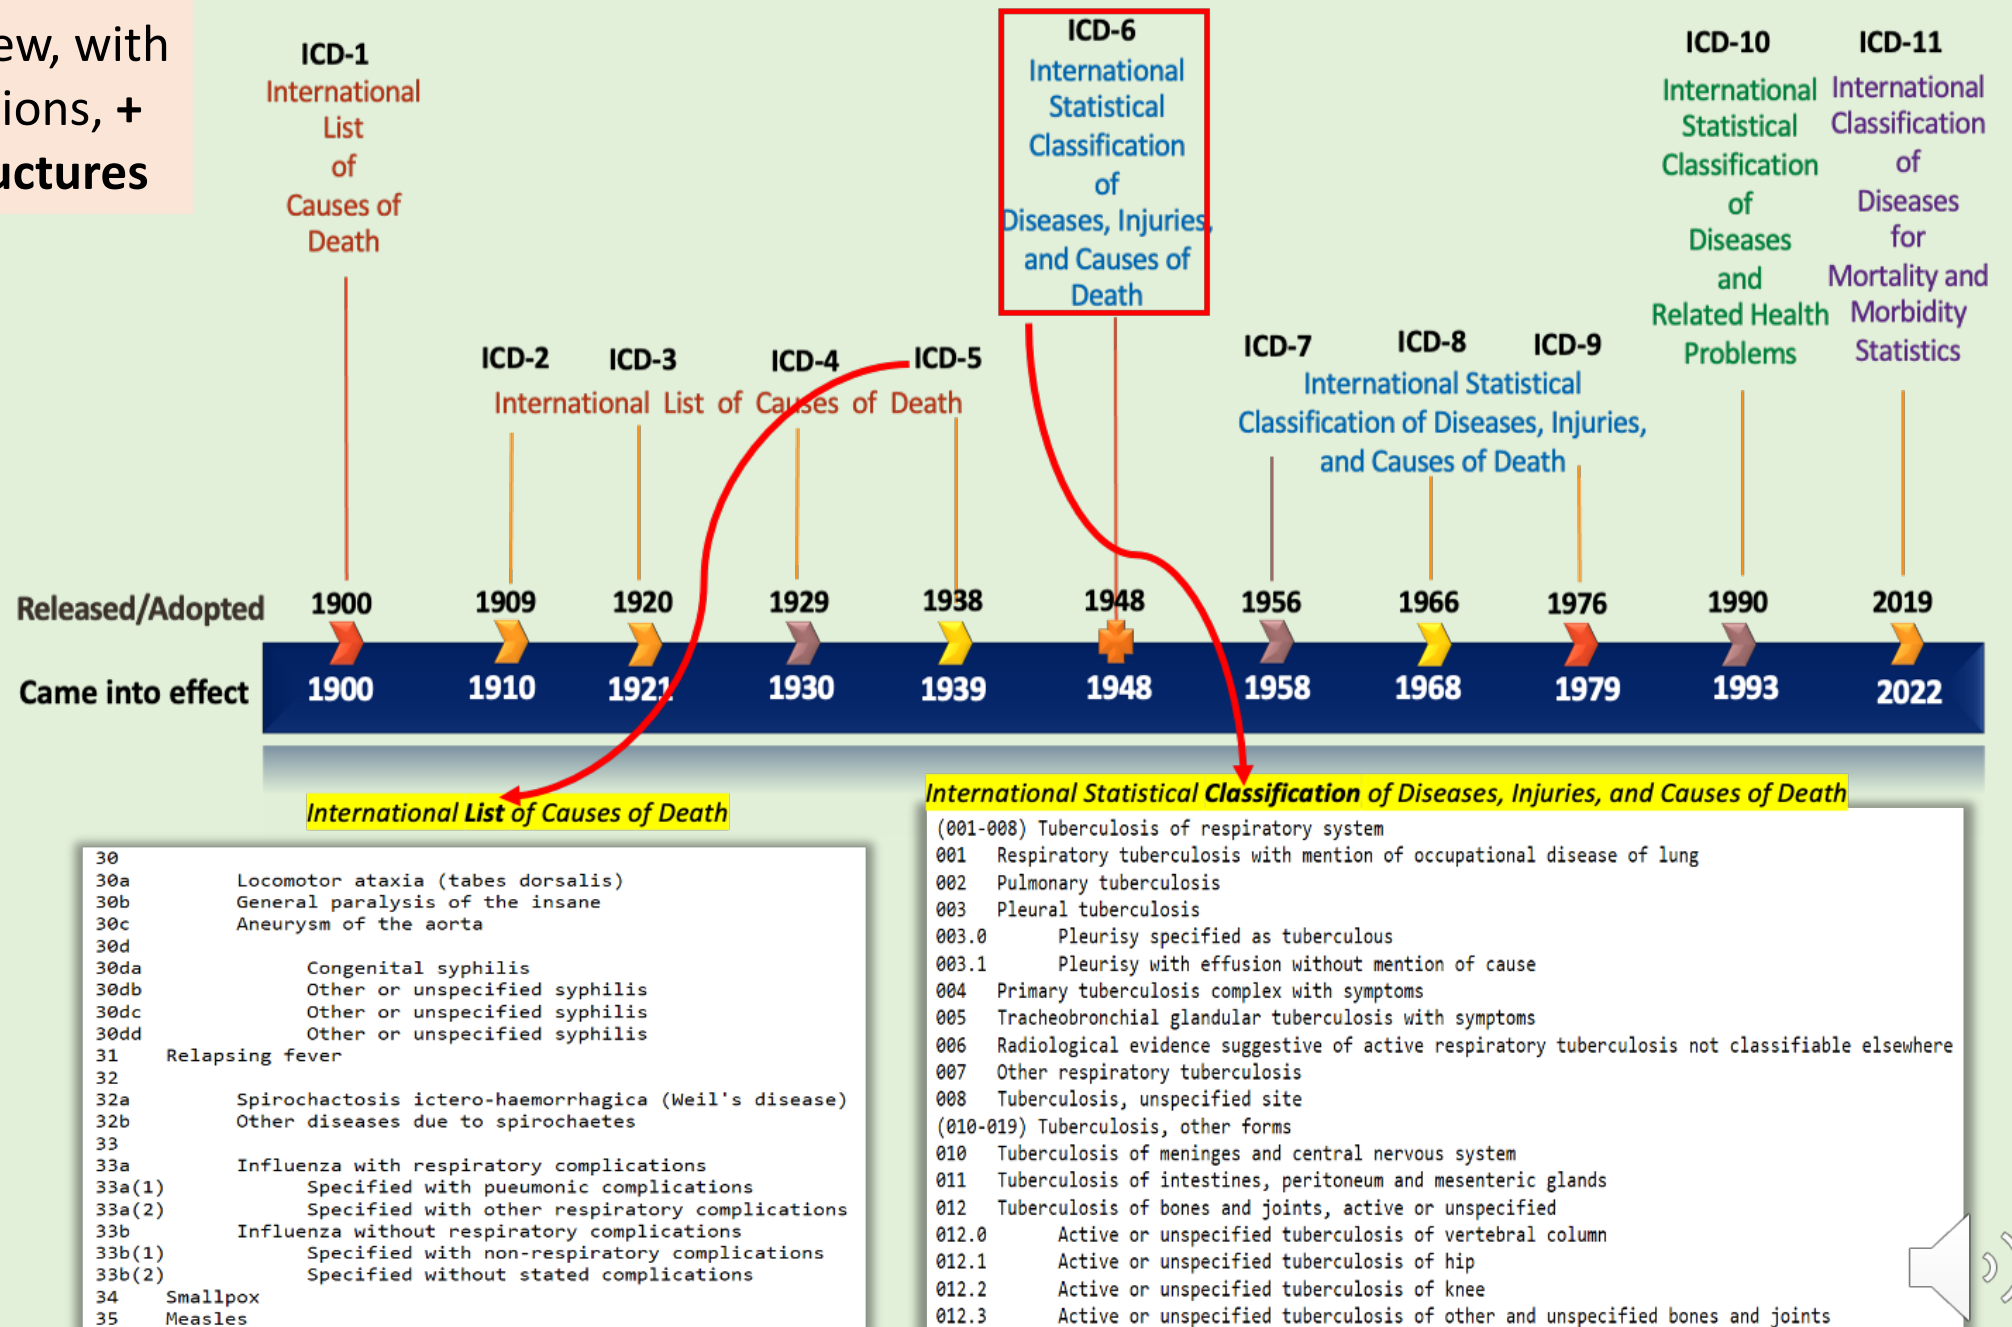 ew, with
ions, +
uctures
ICD-1
International
List
of
Causes of
Death
ICD-2
ICD-3
ICD-4
ICD-5
International List of Causes of Death
ICD-6
International
Statistical
Classification
of
Diseases, Injuries,
and Causes of
Death
ICD-7
ICD-8
ICD-9
International Statistical
Classification of Diseases, Injuries,
and Causes of Death
ICD-10
International
Statistical
Classification
of
Diseases
and
Related Health
Problems
ICD-11
International
Classification
of
Diseases
for
Mortality and
Morbidity
Statistics
Released/Adopted 1900 1909 1920 1929 1938 1948 1956 1966 1976 1990 2019
Came into effect 1900 1910 1921 1930 1939 1948 1958 1968 1979 1993 2022
International List of Causes of Death
30
30a Locomotor ataxia (tabes dorsalis)
30b General paralysis of the insane
30c Aneurysm of the aorta
30d
30da Congenital syphilis
30db Other or unspecified syphilis
30dc Other or unspecified syphilis
30dd Other or unspecified syphilis
31 Relapsing fever
32
32a Spirochactosis ictero-haemorrhagica (Weil's disease)
32b Other diseases due to spirochaetes
33
33a Influenza with respiratory complications
33a(1) Specified with pueumonic complications
33a(2) Specified with other respiratory complications
33b Influenza without respiratory complications
33b(1) Specified with non-respiratory complications
33b(2) Specified without stated complications
34 Smallpox
35 Measles
International Statistical Classification of Diseases, Injuries, and Causes of Death
(001-008) Tuberculosis of respiratory system
001 Respiratory tuberculosis with mention of occupational disease of lung
002 Pulmonary tuberculosis
003 Pleural tuberculosis
003.0 Pleurisy specified as tuberculous
003.1 Pleurisy with effusion without mention of cause
004 Primary tuberculosis complex with symptoms
005 Tracheobronchial glandular tuberculosis with symptoms
006 Radiological evidence suggestive of active respiratory tuberculosis not classifiable elsewhere
007 Other respiratory tuberculosis
008 Tuberculosis, unspecified site
(010-019) Tuberculosis, other forms
010 Tuberculosis of meninges and central nervous system
011 Tuberculosis of intestines, peritoneum and mesenteric glands
012 Tuberculosis of bones and joints, active or unspecified
012.0 Active or unspecified tuberculosis of vertebral column
012.1 Active or unspecified tuberculosis of hip
012.2 Active or unspecified tuberculosis of knee
012.3 Active or unspecified tuberculosis of other and unspecified bones and joints